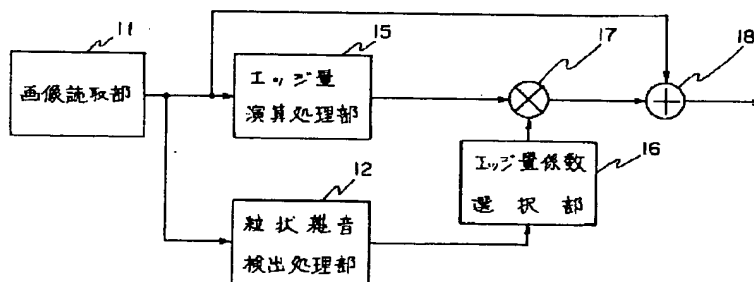 11
画像読取部
15
エッジ量
演算処理部
17
18
12
粒状雑音
検出処理部
エッジ量係数
選択部
16